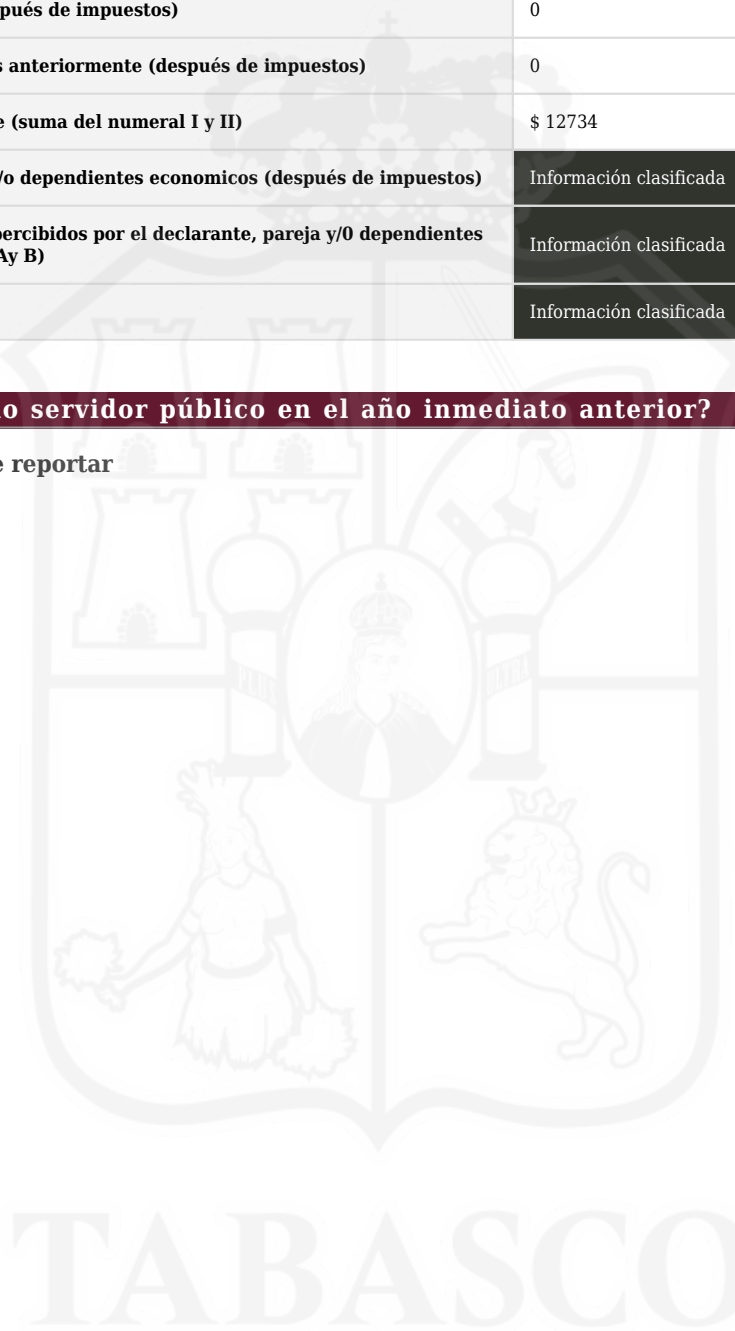 pués de impuestos)
0
s anteriormente (después de impuestos)
0
e (suma del numeral I y II)
$ 12734
/o dependientes economicos (después de impuestos)
Información clasificada
percibidos por el declarante, pareja y/0 dependientes
Ay B)
Información clasificada
Información clasificada
o servidor público en el año inmediato anterior?
e reportar
PLUS
ULTRA
TABASCO